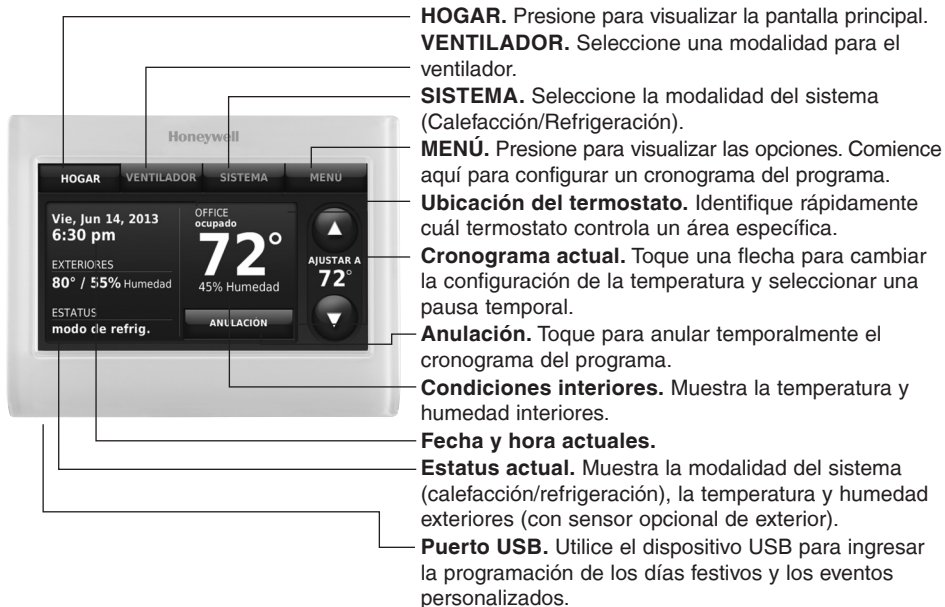 HOGAR. Presione para visualizar la pantalla principal.
VENTILADOR. Seleccione una modalidad para el
ventilador.
SISTEMA. Seleccione la modalidad del sistema
(Calefacción/Refrigeración).
MENÚ. Presione para visualizar las opciones. Comience
aquí para configurar un cronograma del programa.
Ubicación del termostato. Identifique rápidamente
cuál termostato controla un área específica.
Cronograma actual. Toque una flecha para cambiar
la configuración de la temperatura y seleccionar una
pausa temporal.
Anulación. Toque para anular temporalmente el
cronograma del programa.
Condiciones interiores. Muestra la temperatura y
humedad interiores.
Fecha y hora actuales.
Estatus actual. Muestra la modalidad del sistema
(calefacción/refrigeración), la temperatura y humedad
exteriores (con sensor opcional de exterior).
Puerto USB. Utilice el dispositivo USB para ingresar
la programación de los días festivos y los eventos
personalizados.
Honeywell
HOGAR VENTILADOR SISTEMA MENU
Vie, Jun 14, 2013
6:30 pm
EXTERIORES
80° / 55% Humedad
ESTATUS
modo de refrig.
OFFICE
ocupado
72°
45% Humedad
ANULACIÓN
AJUSTAR A
72°